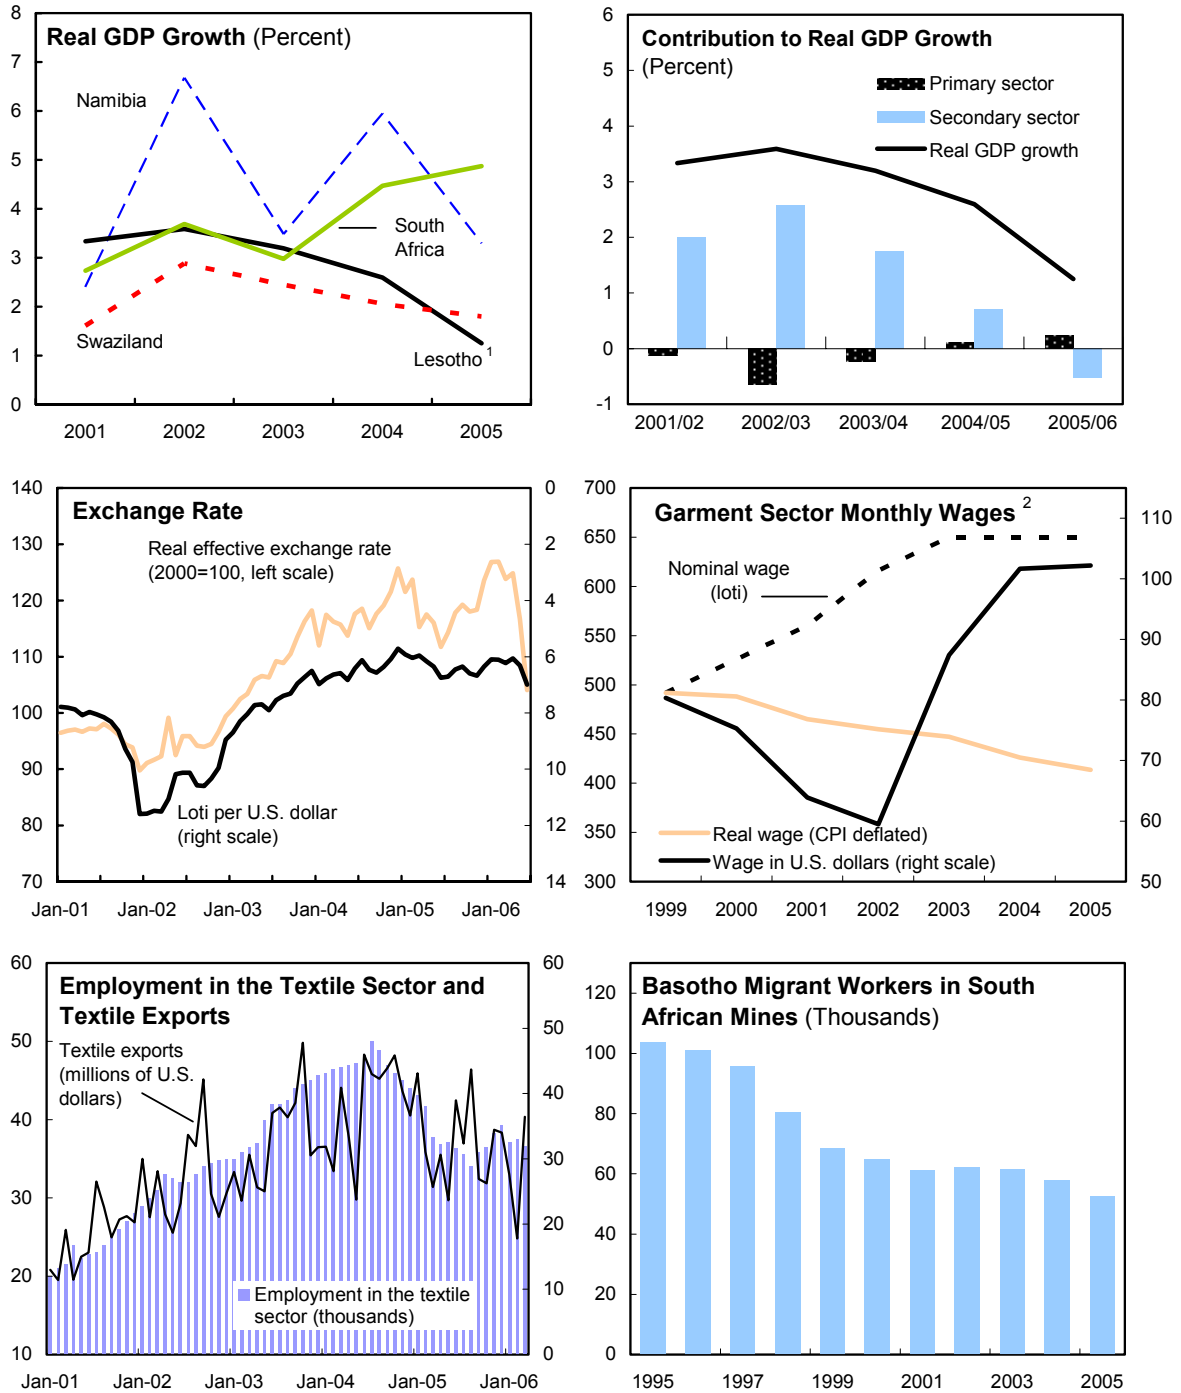 Real GDP Growth (Percent)
8
7
6
5
4
3
2
1
0
Namibia
South
Africa
Swaziland
Lesotho 1
2001 2002 2003 2004 2005
Contribution to Real GDP Growth
(Percent)
6
5
4
3
2
1
0
-1
Primary sector
Secondary sector
Real GDP growth
2001/02 2002/03 2003/04 2004/05 2005/06
Exchange Rate
140
130
120
110
100
90
80
70
0
2
4
6
8
10
12
14
Real effective exchange rate
(2000=100, left scale)
Loti per U.S. dollar
(right scale)
Jan-01 Jan-02 Jan-03 Jan-04 Jan-05 Jan-06
Garment Sector Monthly Wages 2
700
650
600
550
500
450
400
350
300
110
100
90
80
70
60
50
Nominal wage
(loti)
Real wage (CPI deflated)
Wage in U.S. dollars (right scale)
1999 2000 2001 2002 2003 2004 2005
Employment in the Textile Sector and
Textile Exports
60
50
40
30
20
10
60
50
40
30
20
10
0
Textile exports
(millions of U.S.
dollars)
Employment in the textile
sector (thousands)
Jan-01 Jan-02 Jan-03 Jan-04 Jan-05 Jan-06
Basotho Migrant Workers in South
African Mines (Thousands)
120
100
80
60
40
20
0
1995 1997 1999 2001 2003 2005